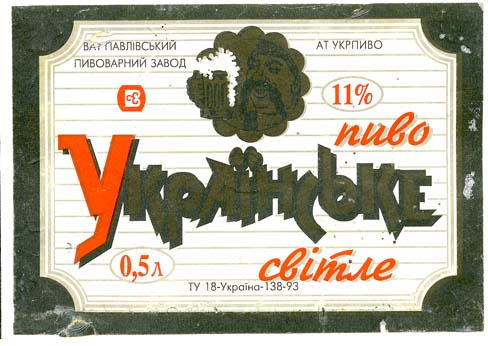 ВАТ ПАВЛІВСЬКИЙ
ПИВОВАРНИЙ ЗАВОД
АТ УКРПИВО
11%
пиво
Українське
світле
0,5 л
ТУ 18-Україна-138-93